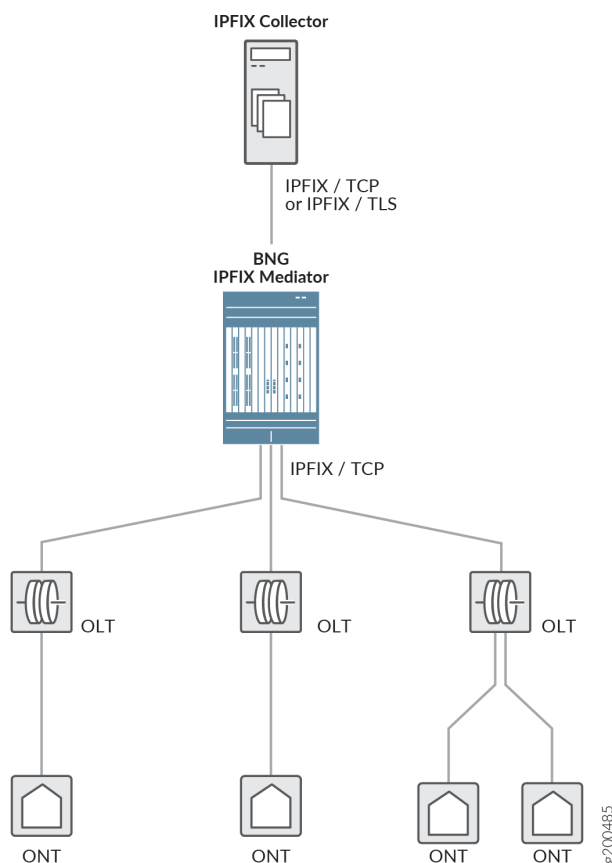 IPFIX Collector
IPFIX / TCP
or IPFIX / TLS
BNG
IPFIX Mediator
IPFIX / TCP
OLT
OLT
OLT
ONT
ONT
ONT
ONT
e200485